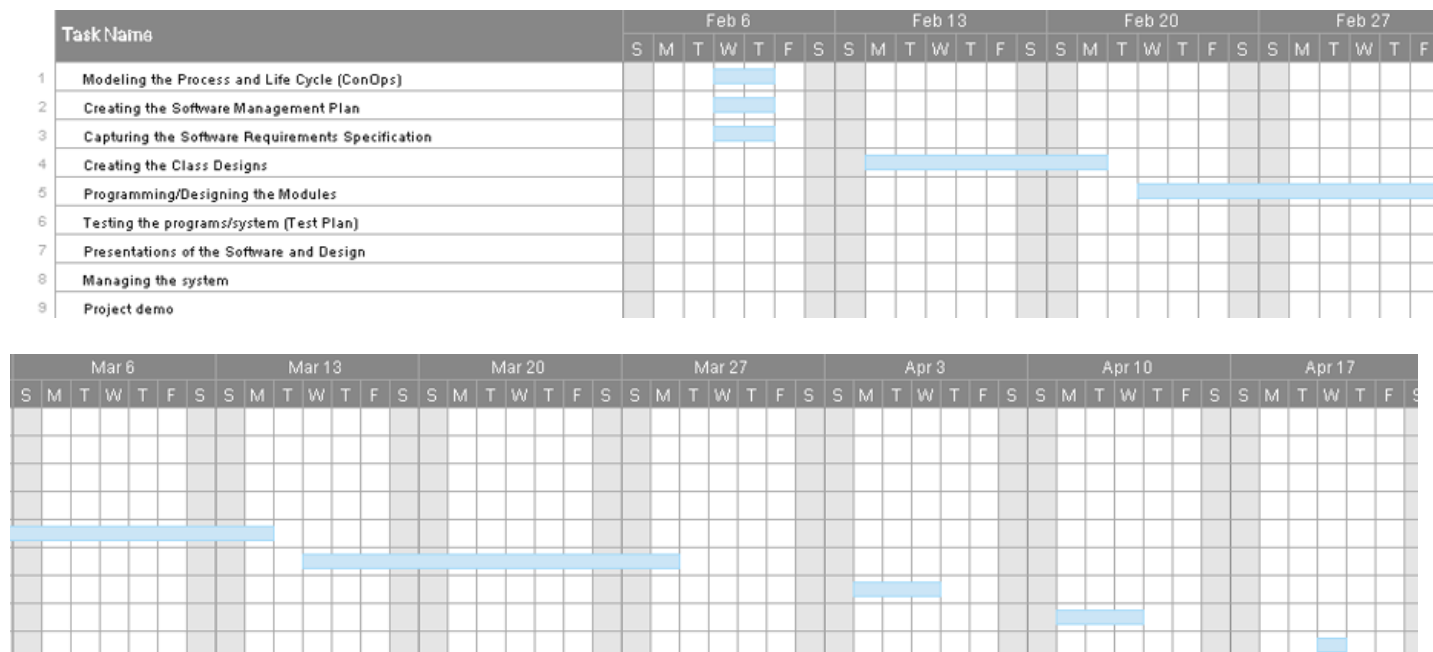 Task Name
Feb 6 Feb 13 Feb 20 Feb 27
S M T W T F S S M T W T F S S M T W T F S S M T W T F
1 Modeling the Process and Life Cycle (ConOps)
2 Creating the Software Management Plan
3 Capturing the Software Requirements Specification
4 Creating the Class Designs
5 Programming/Designing the Modules
6 Testing the programs/system (Test Plan)
7 Presentations of the Software and Design
8 Managing the system
9 Project demo
Mar 6 Mar 13 Mar 20 Mar 27 Apr 3 Apr 10 Apr 17
S M T W T F S S M T W T F S S M T W T F S S M T W T F S S M T W T F S S M T W T F S S M T W T F S